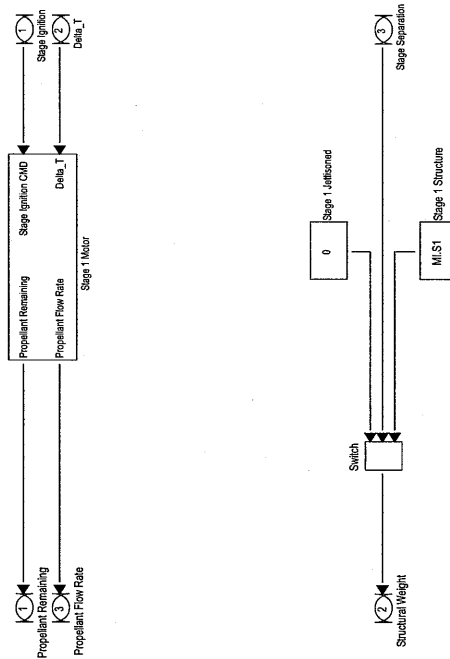 1
Stage Ignition
2
Delta_T
Stage Ignition CMD
Delta_T
Propellant Remaining
Propellant Flow Rate
Stage 1 Motor
1
Propellant Remaining
3
Propellant Flow Rate
3
Stage Separation
0
Stage 1 Jettisoned
MI.S1
Stage 1 Structure
Switch
2
Structural Weight